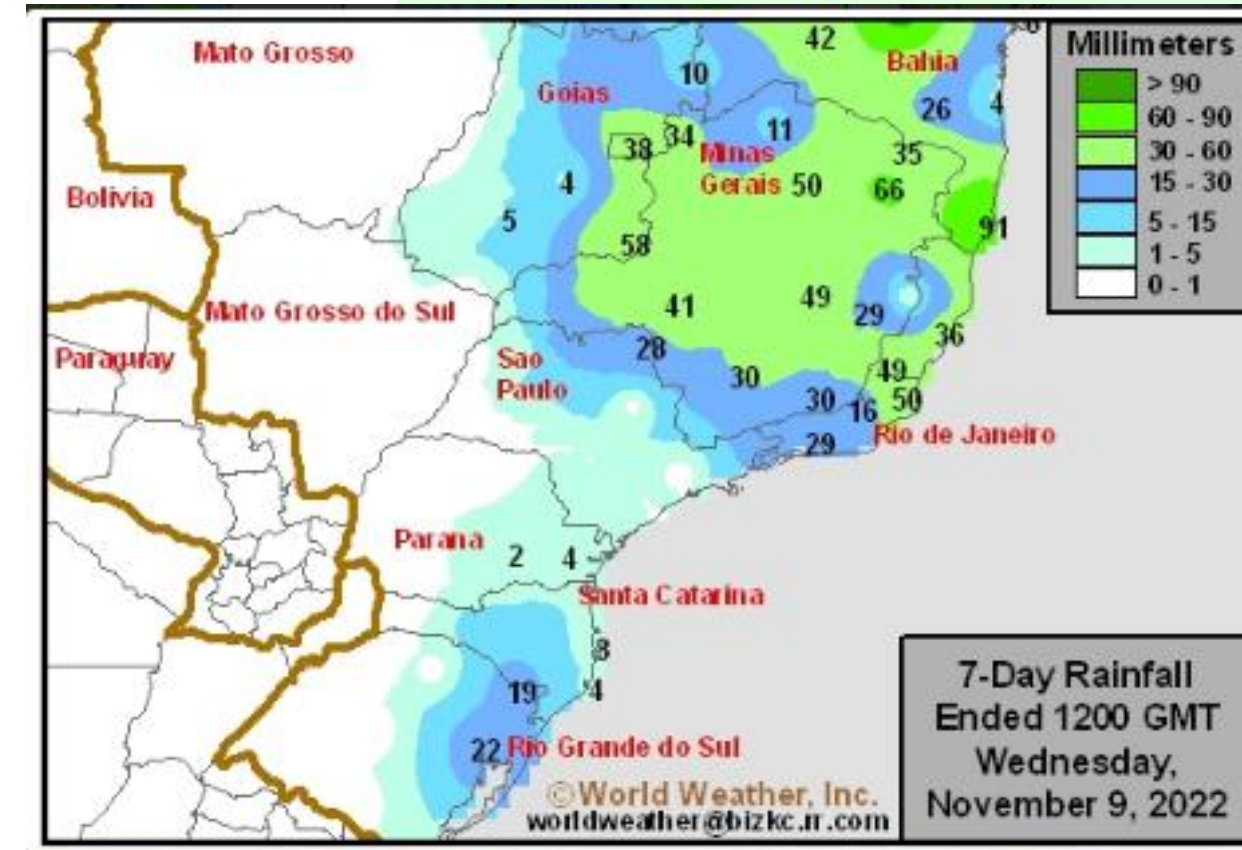 Mato Grosso
42
Bahia
Millimeters
> 90
60 - 90
30 - 60
15 - 30
5 - 15
1 - 5
0 - 1
10
Goias
26
4
11
34
38
Minas
Gerais
35
50
66
Bolivia
4
5
91
58
41
49
29
Mato Grosso do Sul
36
Paraguay
Sao
Paulo
28
30
49
30
16
50
29
Rio de Janeiro
Parana
2
4
Santa Catarina
19
4
22
Rio Grande do Sul
7-Day Rainfall
Ended 1200 GMT
Wednesday,
November 9, 2022
©World Weather, Inc.
worldweather@bizkc.rr.com